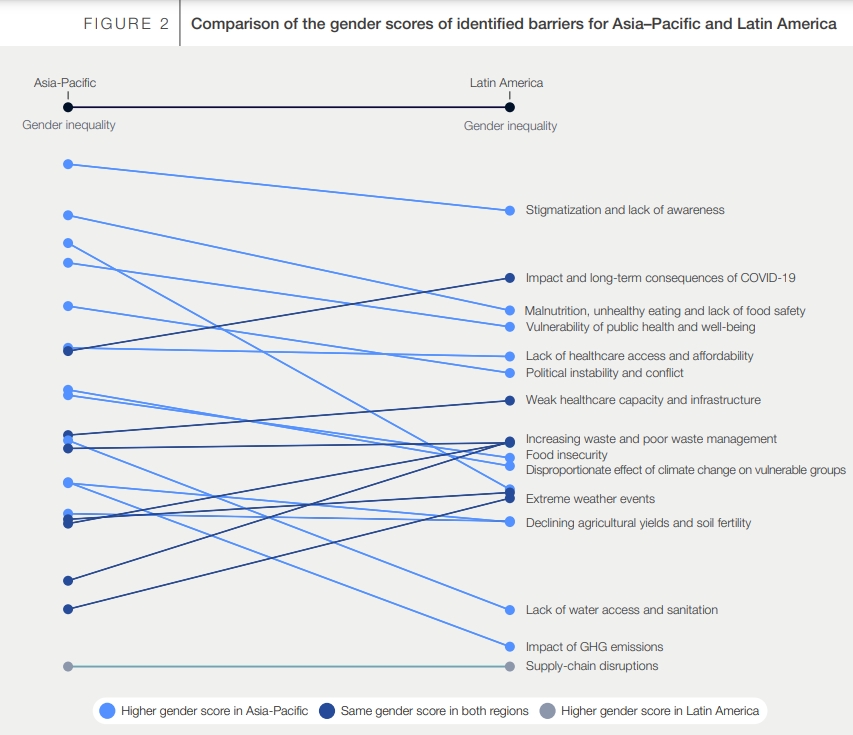 FIGURE 2
Comparison of the gender scores of identified barriers for Asia–Pacific and Latin America
Asia-Pacific
Latin America
Gender inequality
Gender inequality
Stigmatization and lack of awareness
Impact and long-term consequences of COVID-19
Malnutrition, unhealthy eating and lack of food safety
Vulnerability of public health and well-being
Lack of healthcare access and affordability
Political instability and conflict
Weak healthcare capacity and infrastructure
Increasing waste and poor waste management
Food insecurity
Disproportionate effect of climate change on vulnerable groups
Extreme weather events
Declining agricultural yields and soil fertility
Lack of water access and sanitation
Impact of GHG emissions
Supply-chain disruptions
Higher gender score in Asia-Pacific
Same gender score in both regions
Higher gender score in Latin America